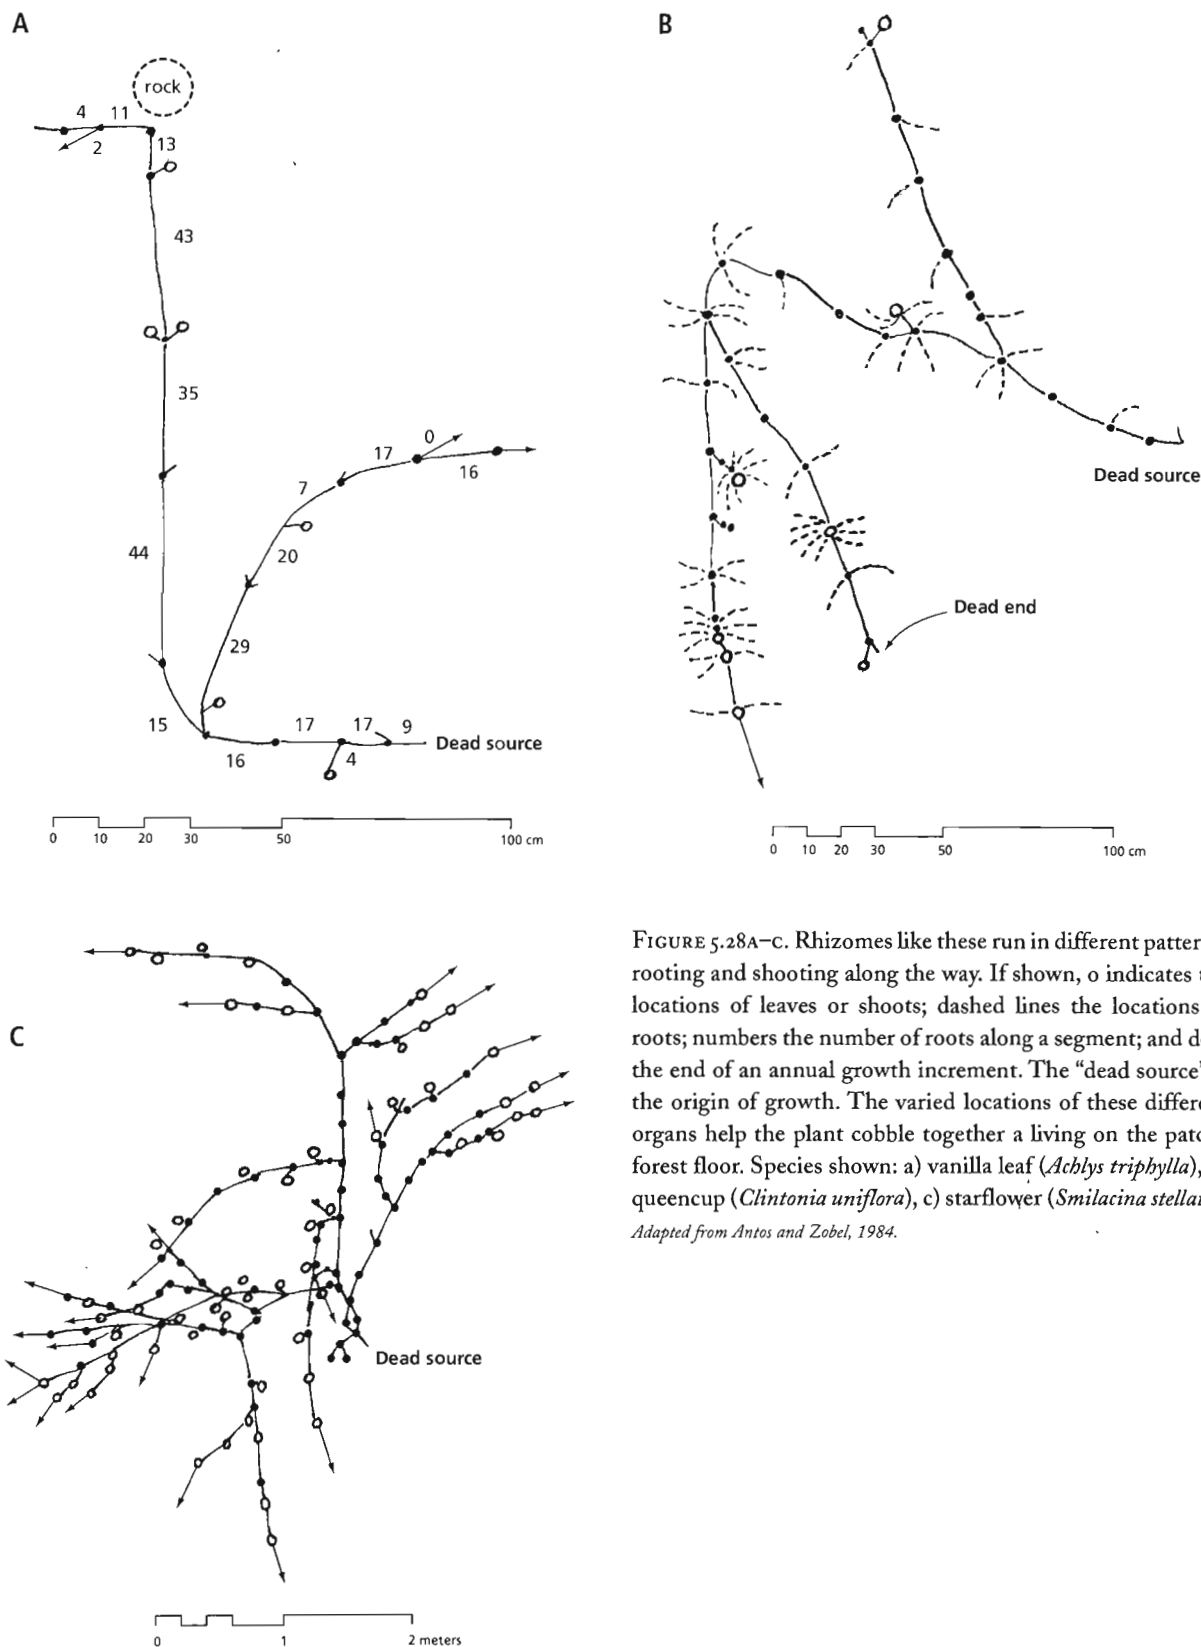 A
rock
4
11
2
13
43
35
44
15
0
17
16
7
20
29
16
17
17
9
4
Dead source
0
10
20
30
50
100 cm
B
Dead source
Dead end
0
10
20
30
50
100 cm
C
Dead source
0
1
2 meters
FIGURE 5.28A–C. Rhizomes like these run in different patter
rooting and shooting along the way. If shown, o indicates
locations of leaves or shoots; dashed lines the locations
roots; numbers the number of roots along a segment; and d
the end of an annual growth increment. The “dead source”
the origin of growth. The varied locations of these differe
organs help the plant cobble together a living on the patc
forest floor. Species shown: a) vanilla leaf (Achlys triphylla),
queencup (Clintonia uniflora), c) starflower (Smilacina stella
Adapted from Antos and Zobel, 1984.